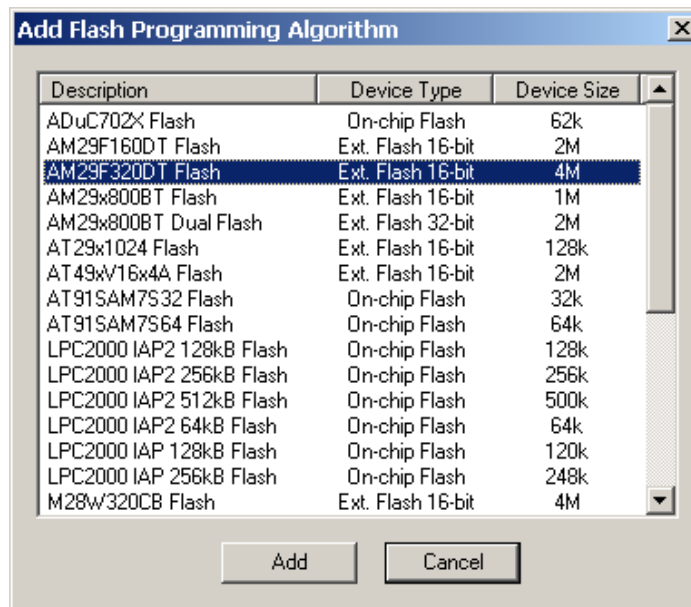 Add Flash Programming Algorithm
Description Device Type Device Size
ADuC702X Flash On-chip Flash 62k
AM29F160DT Flash Ext. Flash 16-bit 2M
AM29F320DT Flash Ext. Flash 16-bit 4M
AM29x800BT Flash Ext. Flash 16-bit 1M
AM29x800BT Dual Flash Ext. Flash 32-bit 2M
AT29x1024 Flash Ext. Flash 16-bit 128k
AT49xV16x4A Flash Ext. Flash 16-bit 2M
AT91SAM7S32 Flash On-chip Flash 32k
AT91SAM7S64 Flash On-chip Flash 64k
LPC2000 IAP2 128kB Flash On-chip Flash 128k
LPC2000 IAP2 256kB Flash On-chip Flash 256k
LPC2000 IAP2 512kB Flash On-chip Flash 500k
LPC2000 IAP2 64kB Flash On-chip Flash 64k
LPC2000 IAP 128kB Flash On-chip Flash 120k
LPC2000 IAP 256kB Flash On-chip Flash 248k
M28W320CB Flash Ext. Flash 16-bit 4M
Add Cancel